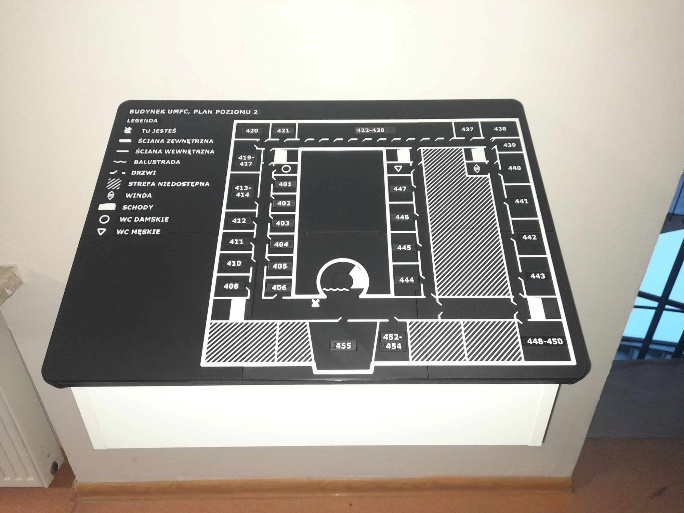 BUDYNEK UMFC, PLAN POZIOMU 2
LEGENDA
TU JESTEŚ
ŚCIANA ZEWNĘTRZNA
ŚCIANA WEWNĘTRZNA
BALUSTRADA
DRZWI
STREFA NIEDOSTĘPNA
WINDA
SCHODY
WC DAMSKIE
WC MĘSKIE
420 421 422-436 437 438
439
419-
417
440
401
447
413-
414
441
402
403
446
412
442
411
404
445
410
405
443
408
406
444
455
452-
454
448-450